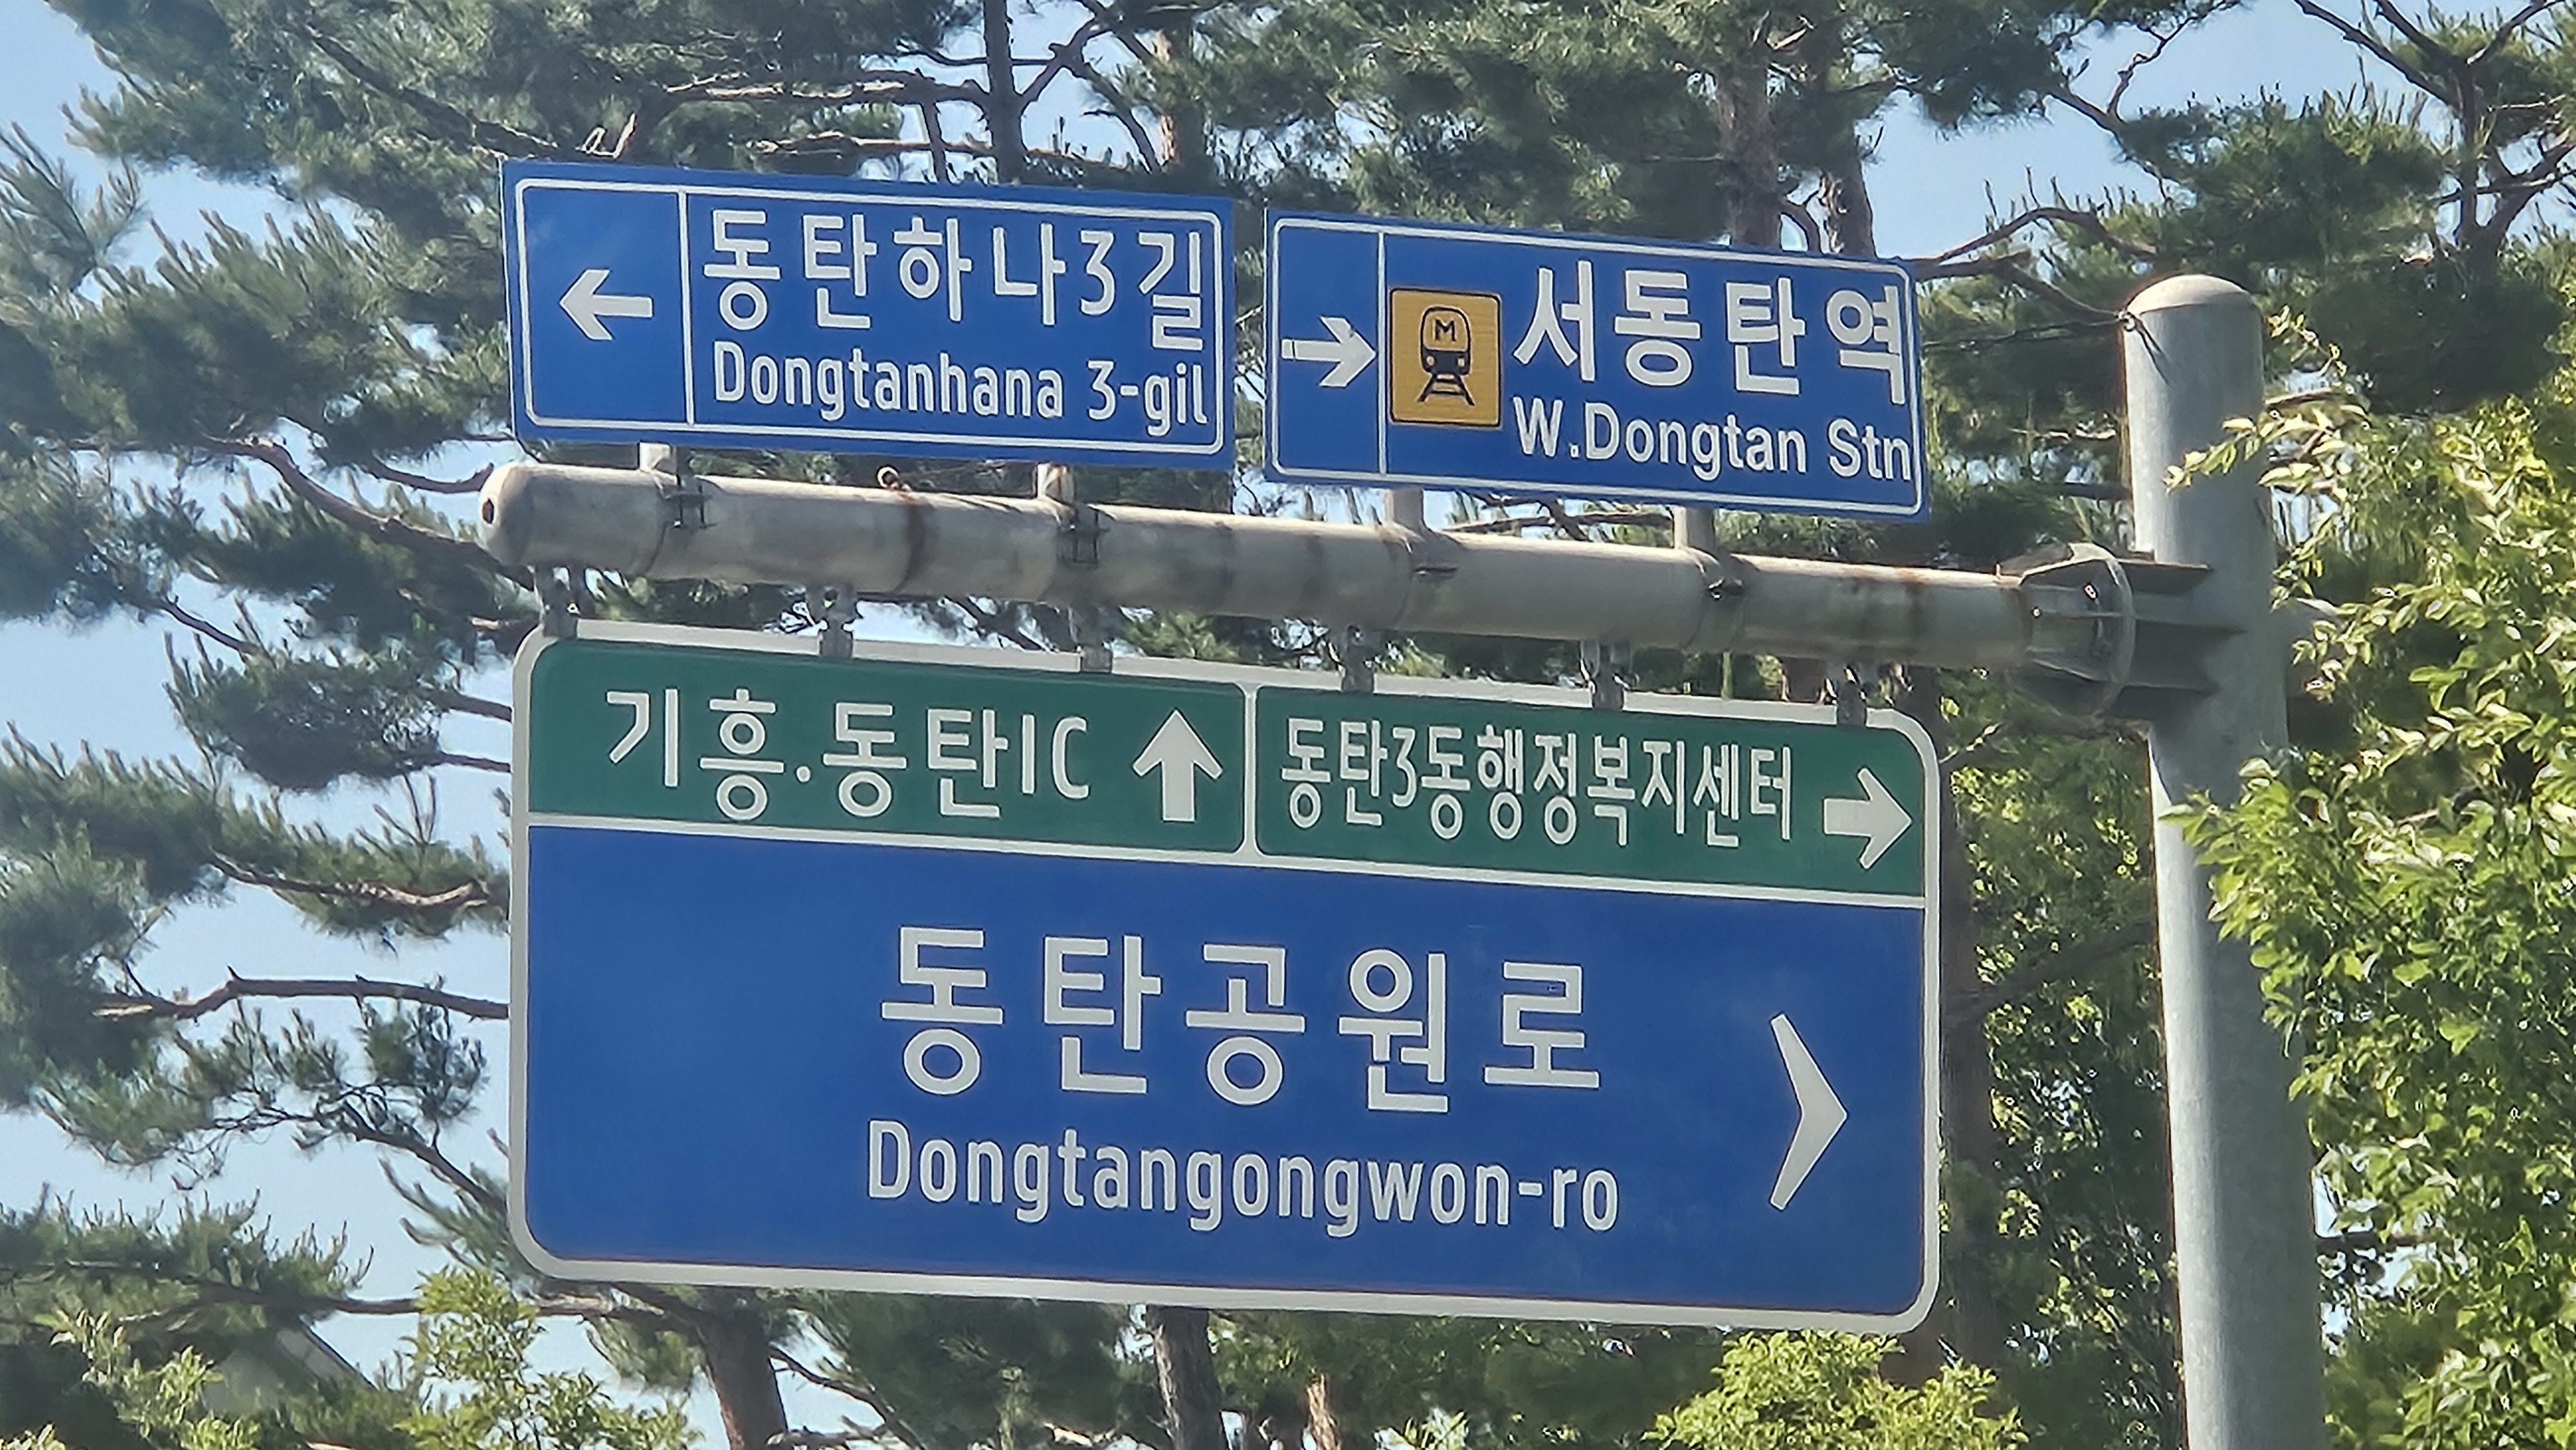 동탄하나3길
Dongtanhana 3-gil
M
서동탄역
W.Dongtan Stn
기흥·동탄IC
동탄3동행정복지센터
동탄공원로
Dongtangongwon-ro